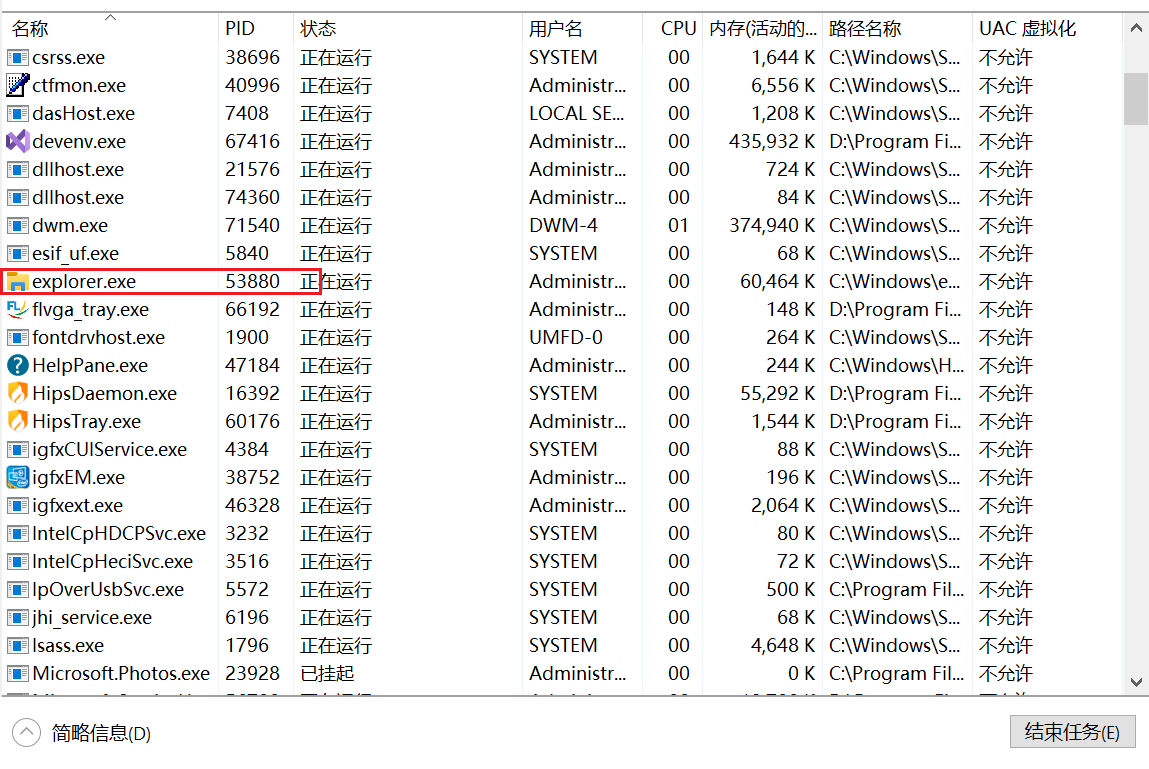 名称 PID 状态 用户名 CPU 内存(活动的... 路径名称 UAC 虚拟化
csrss.exe 38696 正在运行 SYSTEM 00 1,644 K C:\Windows\S... 不允许
ctfmon.exe 40996 正在运行 Administr... 00 6,556 K C:\Windows\S... 不允许
dasHost.exe 7408 正在运行 LOCAL SE... 00 1,208 K C:\Windows\S... 不允许
devenv.exe 67416 正在运行 Administr... 00 435,932 K D:\Program Fi... 不允许
dllhost.exe 21576 正在运行 Administr... 00 724 K C:\Windows\S... 不允许
dllhost.exe 74360 正在运行 Administr... 00 84 K C:\Windows\S... 不允许
dwm.exe 71540 正在运行 DWM-4 01 374,940 K C:\Windows\S... 不允许
esif_uf.exe 5840 正在运行 SYSTEM 00 68 K C:\Windows\S... 不允许
explorer.exe 53880 正在运行 Administr... 00 60,464 K C:\Windows\e... 不允许
flvga_tray.exe 66192 正在运行 Administr... 00 148 K D:\Program Fi... 不允许
fontdrvhost.exe 1900 正在运行 UMFD-0 00 264 K C:\Windows\S... 不允许
HelpPane.exe 47184 正在运行 Administr... 00 244 K C:\Windows\H... 不允许
HipsDaemon.exe 16392 正在运行 SYSTEM 00 55,292 K D:\Program Fi... 不允许
HipsTray.exe 60176 正在运行 Administr... 00 1,544 K D:\Program Fi... 不允许
igfxCUIService.exe 4384 正在运行 SYSTEM 00 88 K C:\Windows\S... 不允许
igfxEM.exe 38752 正在运行 Administr... 00 196 K C:\Windows\S... 不允许
igfxext.exe 46328 正在运行 Administr... 00 2,064 K C:\Windows\S... 不允许
IntelCpHDCPSvc.exe 3232 正在运行 SYSTEM 00 80 K C:\Windows\S... 不允许
IntelCpHeciSvc.exe 3516 正在运行 SYSTEM 00 72 K C:\Windows\S... 不允许
IpOverUsbSvc.exe 5572 正在运行 SYSTEM 00 500 K C:\Program Fil... 不允许
jhi_service.exe 6196 正在运行 SYSTEM 00 68 K C:\Windows\S... 不允许
lsass.exe 1796 正在运行 SYSTEM 00 4,648 K C:\Windows\S... 不允许
Microsoft.Photos.exe 23928 已挂起 Administr... 00 0 K C:\Program Fil... 不允许
简略信息(D) 结束任务(E)